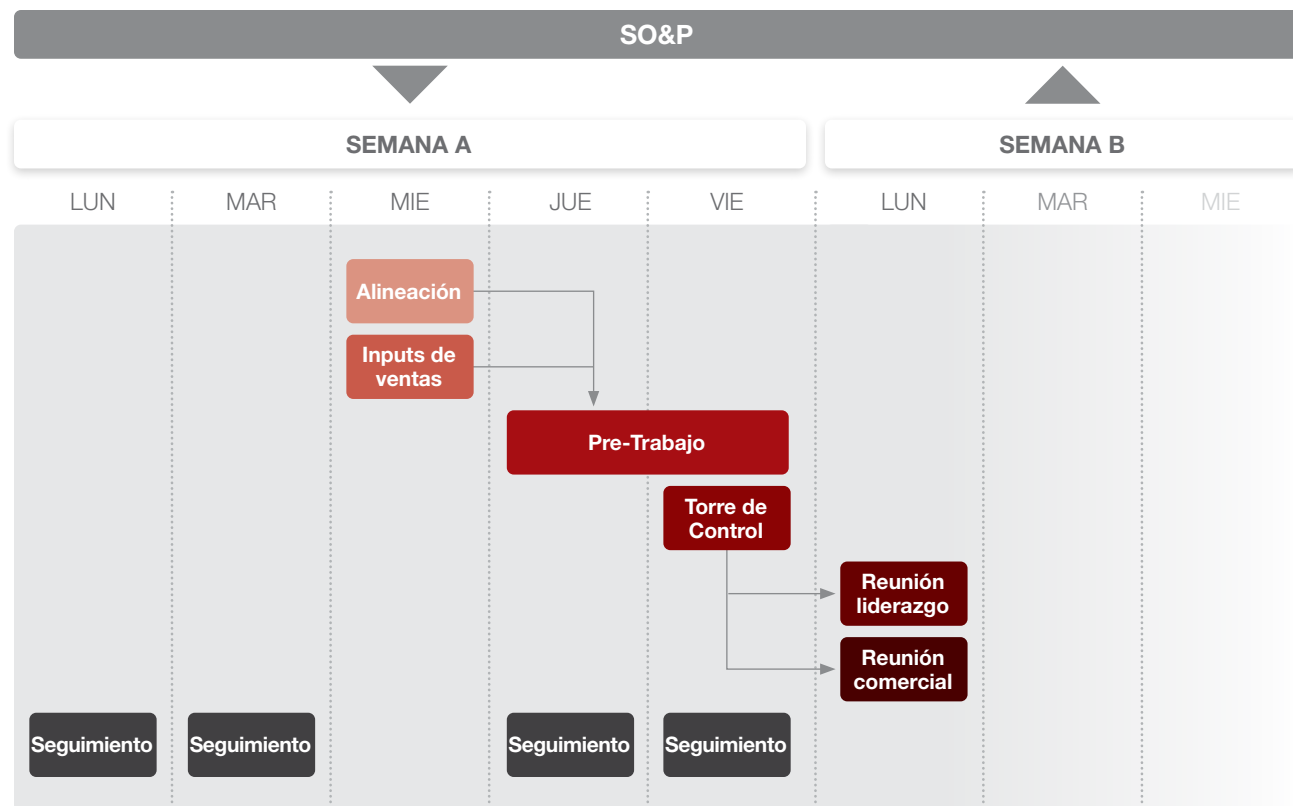 SO&P
SEMANA A
SEMANA B
LUN
MAR
MIE
JUE
VIE
LUN
MAR
MIE
Alineación
Inputs de
ventas
Pre-Trabajo
Torre de
Control
Reunión
liderazgo
Reunión
comercial
Seguimiento
Seguimiento
Seguimiento
Seguimiento